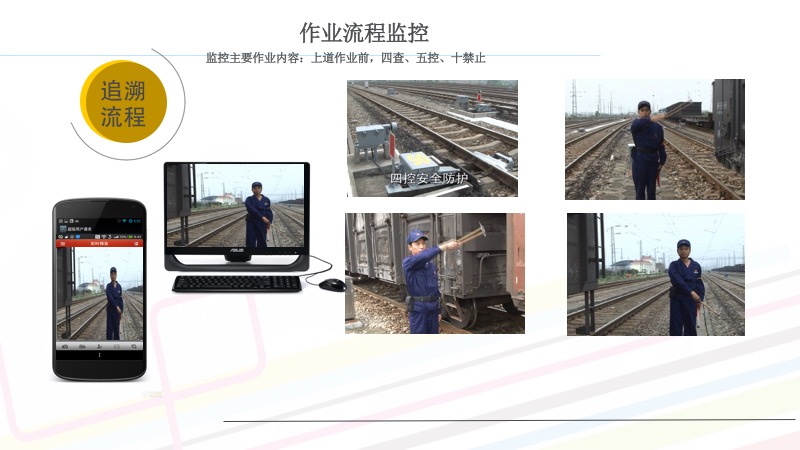 作业流程监控
监控主要作业内容：上道作业前，四查、五控、十禁止
追溯
流程
四控安全防护
ASUS